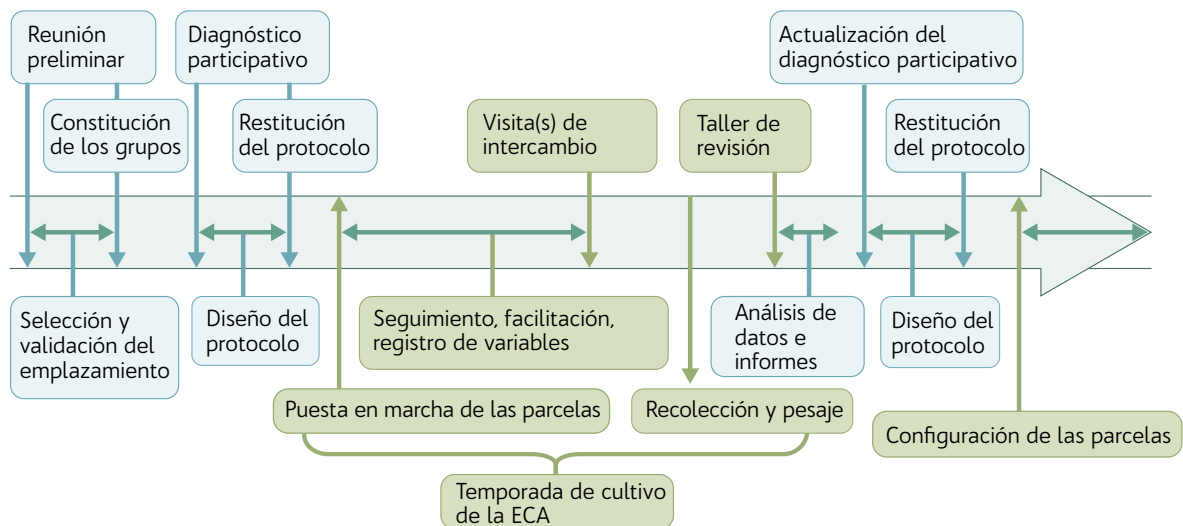 Reunión
preliminar
Diagnóstico
participativo
Actualización del
diagnóstico participativo
Constitución
de los grupos
Restitución
del protocolo
Visita(s) de
intercambio
Taller de
revisión
Restitución
del protocolo
Selección y
validación del
emplazamiento
Diseño del
protocolo
Seguimiento, facilitación,
registro de variables
Análisis de
datos e
informes
Diseño del
protocolo
Puesta en marcha de las parcelas
Recolección y pesaje
Configuración de las parcelas
Temporada de cultivo
de la ECA